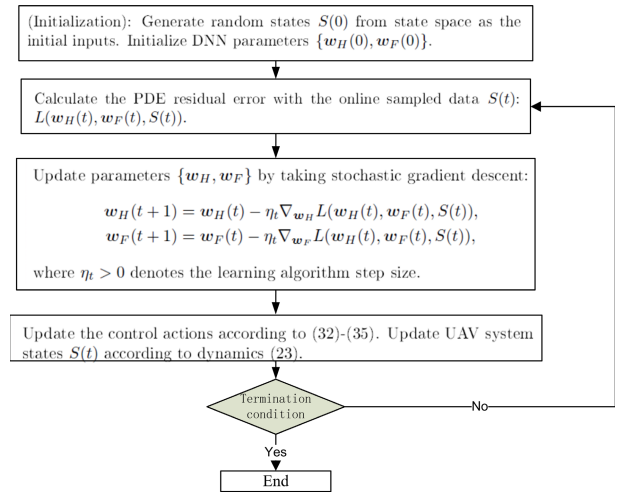 (Initialization): Generate random states S(0) from state space as the
initial inputs. Initialize DNN parameters {w_H(0), w_F(0)}.
Calculate the PDE residual error with the online sampled data S(t):
L(w_H(t), w_F(t), S(t)).
Update parameters {w_H, w_F} by taking stochastic gradient descent:
w_H(t + 1) = w_H(t) − η_t∇_{w_H}L(w_H(t), w_F(t), S(t)),
w_F(t + 1) = w_F(t) − η_t∇_{w_F}L(w_H(t), w_F(t), S(t)),
where η_t > 0 denotes the learning algorithm step size.
Update the control actions according to (32)-(35). Update UAV system
states S(t) according to dynamics (23).
Termination
condition
No
Yes
End